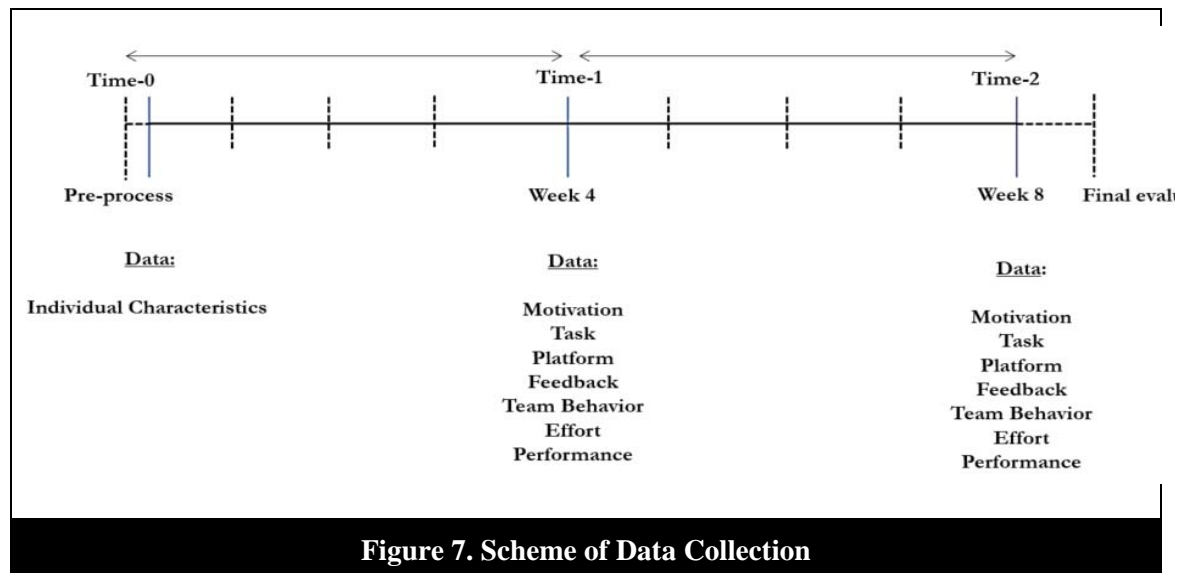 Time-0 Time-1 Time-2
Pre-process Week 4 Week 8 Final evalu
Data: Data: Data:
Individual Characteristics
Motivation
Task
Platform
Feedback
Team Behavior
Effort
Performance
Motivation
Task
Platform
Feedback
Team Behavior
Effort
Performance
Figure 7. Scheme of Data Collection